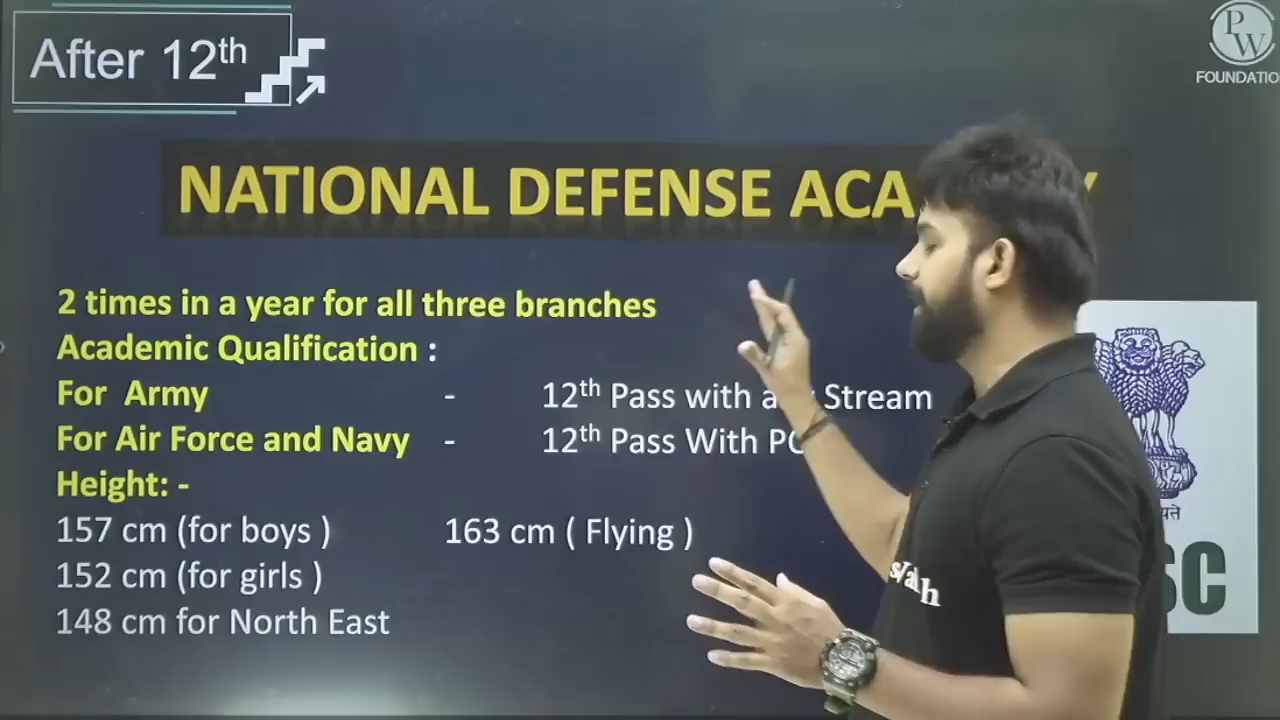 After 12th
PW
FOUNDATIO
NATIONAL DEFENSE ACA
2 times in a year for all three branches
Academic Qualification :
For Army - 12th Pass with a Stream
For Air Force and Navy - 12th Pass With PC
Height: -
157 cm (for boys ) 163 cm ( Flying )
152 cm (for girls )
148 cm for North East
SC